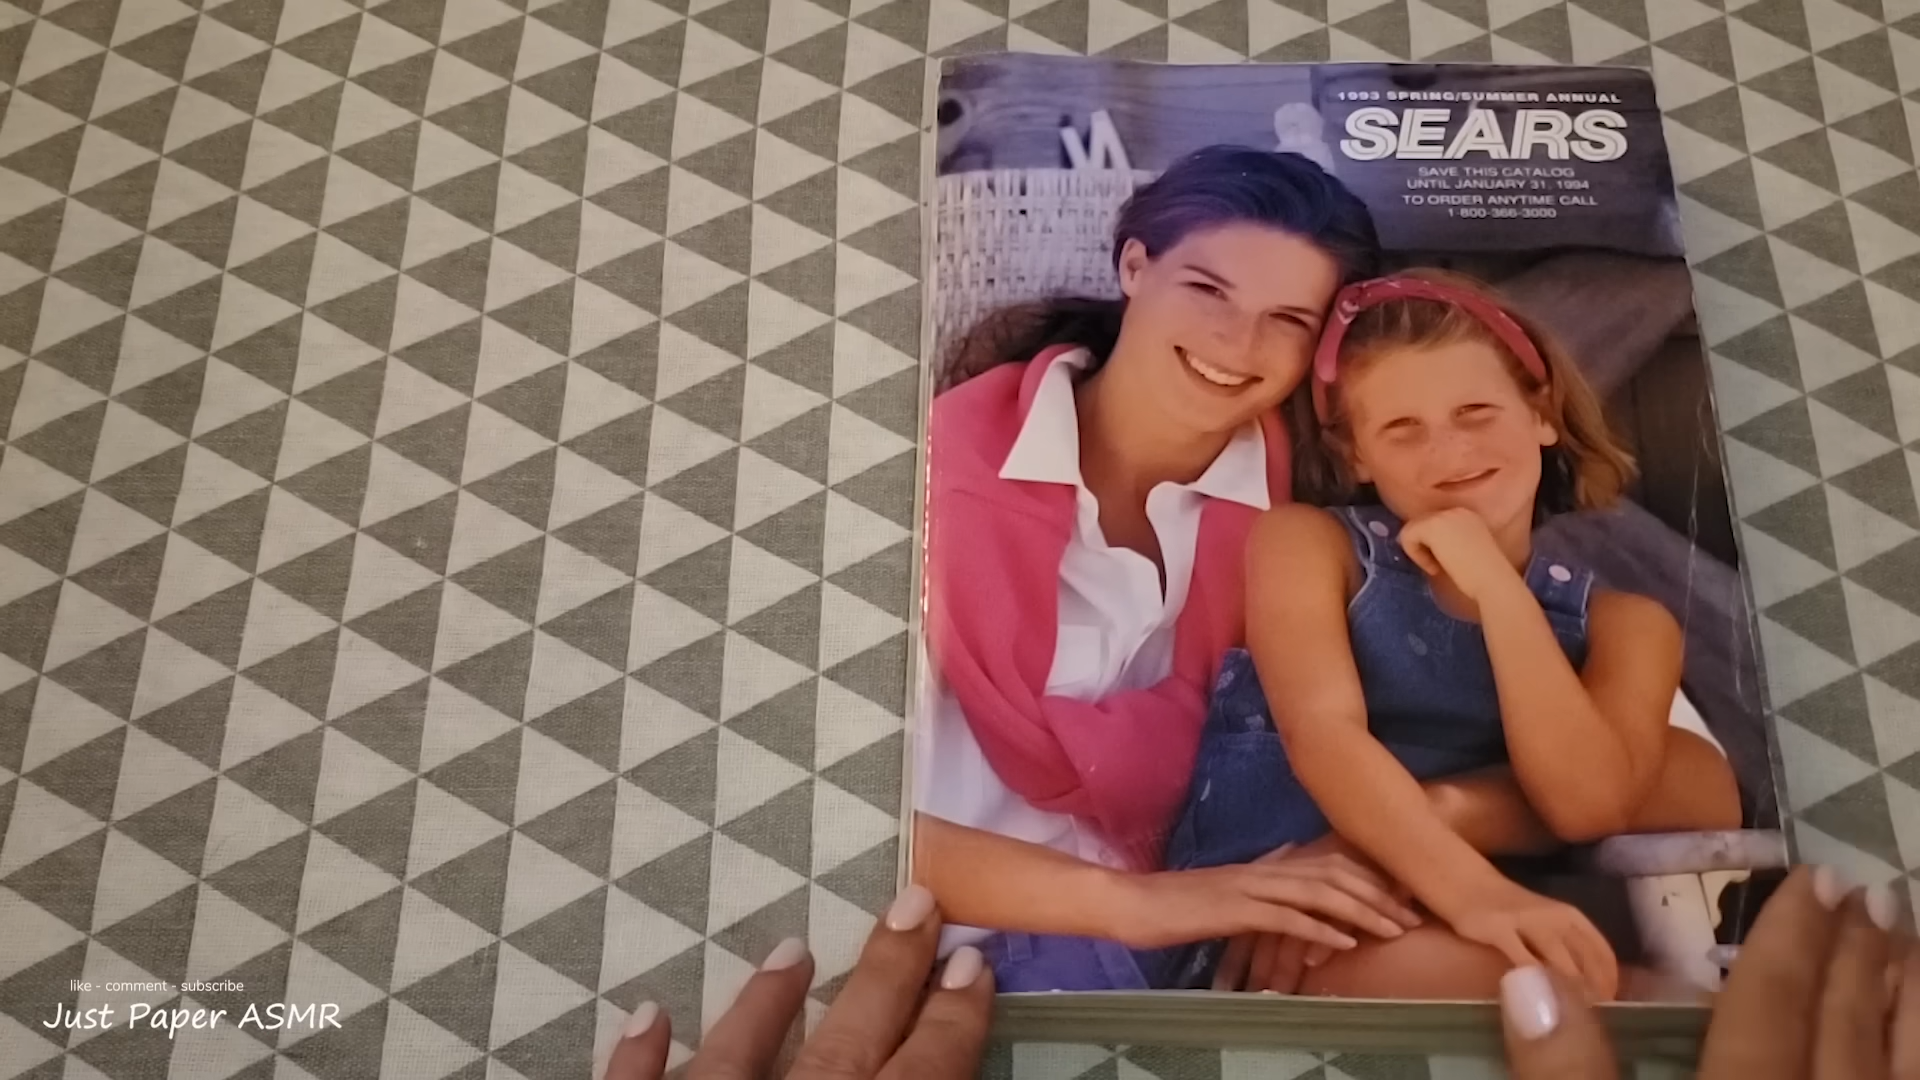 1993 SPRING/SUMMER ANNUAL
SEARS
SAVE THIS CATALOG
UNTIL JANUARY 31, 1994
TO ORDER ANYTIME CALL
1-800-366-3000
like - comment - subscribe
Just Paper ASMR